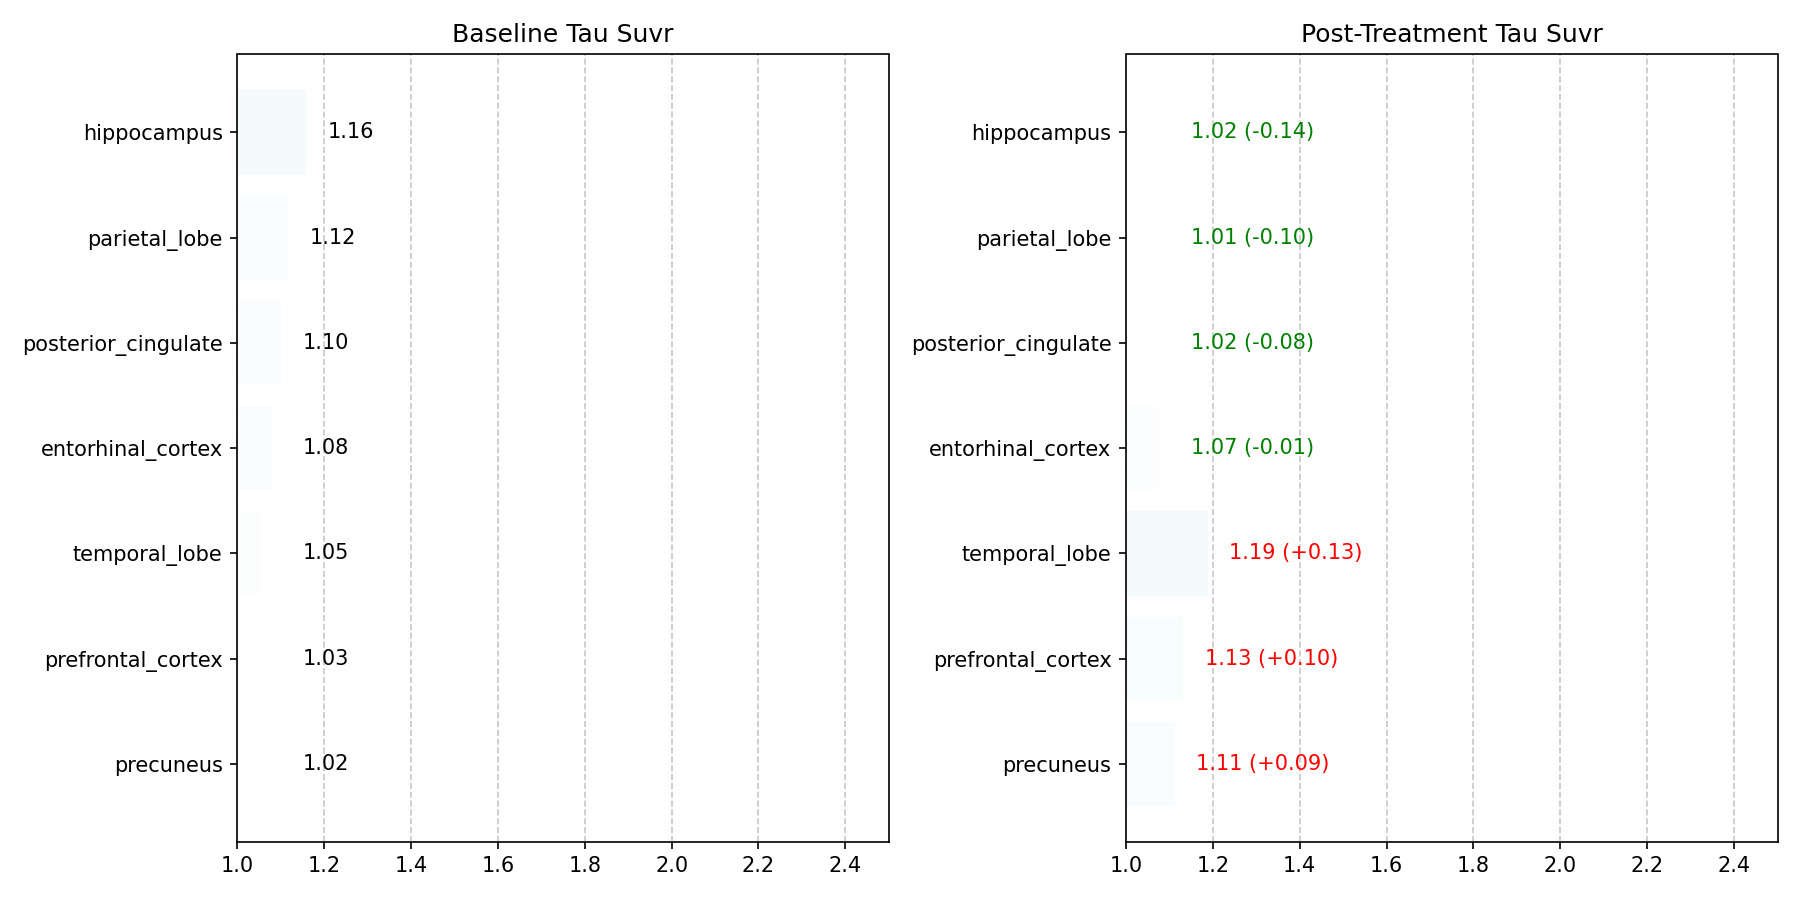 Baseline Tau Suvr
hippocampus 1.16
parietal_lobe 1.12
posterior_cingulate 1.10
entorhinal_cortex 1.08
temporal_lobe 1.05
prefrontal_cortex 1.03
precuneus 1.02
1.0 1.2 1.4 1.6 1.8 2.0 2.2 2.4
Post-Treatment Tau Suvr
hippocampus 1.02 (-0.14)
parietal_lobe 1.01 (-0.10)
posterior_cingulate 1.02 (-0.08)
entorhinal_cortex 1.07 (-0.01)
temporal_lobe 1.19 (+0.13)
prefrontal_cortex 1.13 (+0.10)
precuneus 1.11 (+0.09)
1.0 1.2 1.4 1.6 1.8 2.0 2.2 2.4